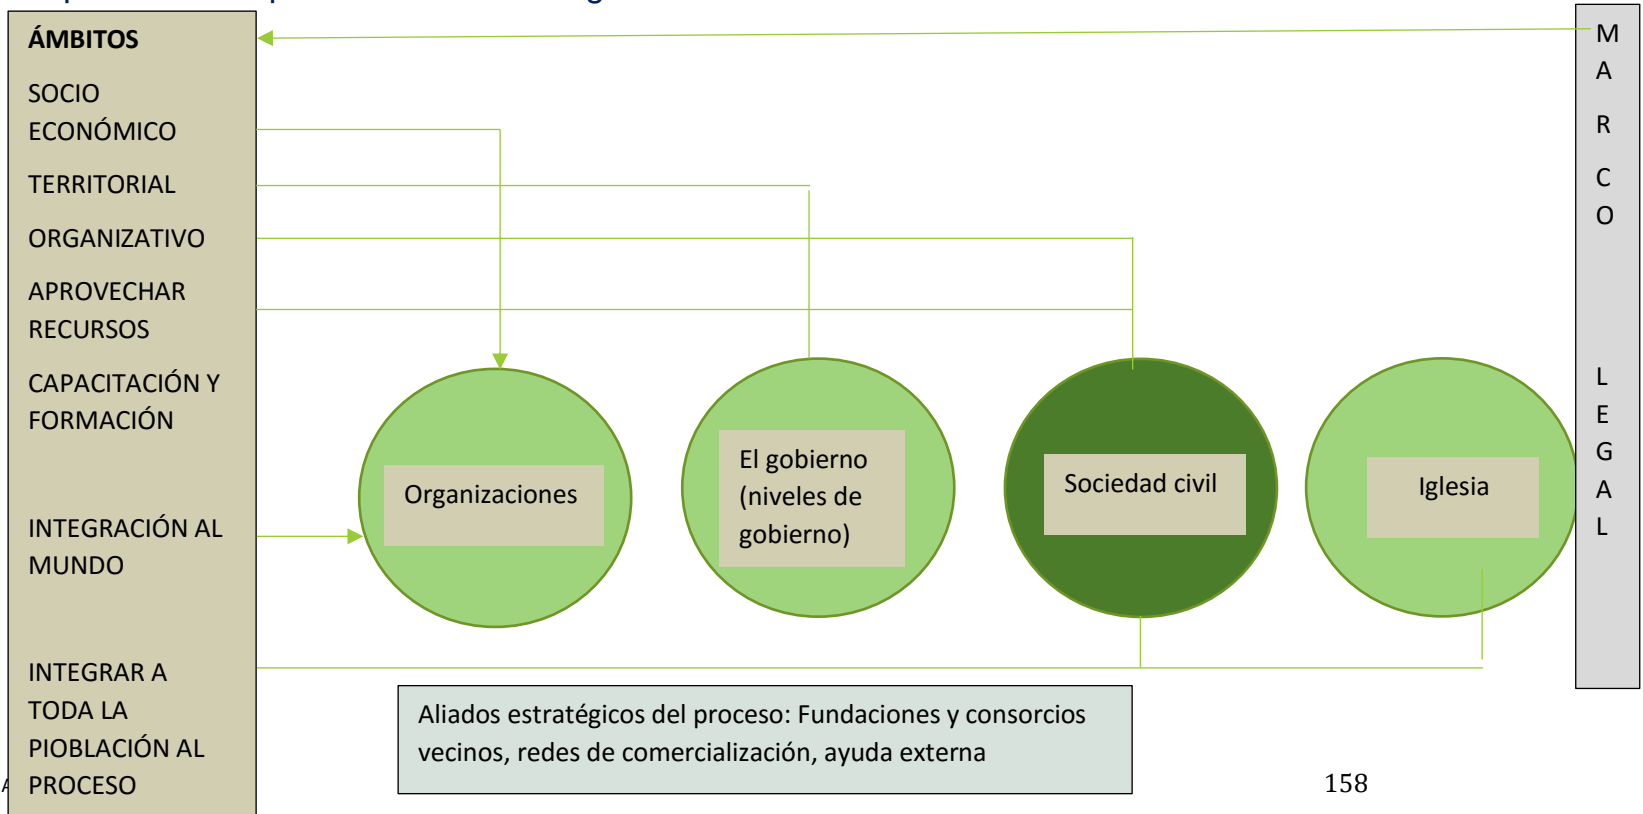 ÁMBITOS
SOCIO
ECONÓMICO
TERRITORIAL
ORGANIZATIVO
APROVECHAR
RECURSOS
CAPACITACIÓN Y
FORMACIÓN
INTEGRACIÓN AL
MUNDO
INTEGRAR A
TODA LA
PIOBLACIÓN AL
PROCESO
Organizaciones
El gobierno
(niveles de
gobierno)
Sociedad civil
Iglesia
M
A
R
C
O
L
E
G
A
L
Aliados estratégicos del proceso: Fundaciones y consorcios
vecinos, redes de comercialización, ayuda externa
158